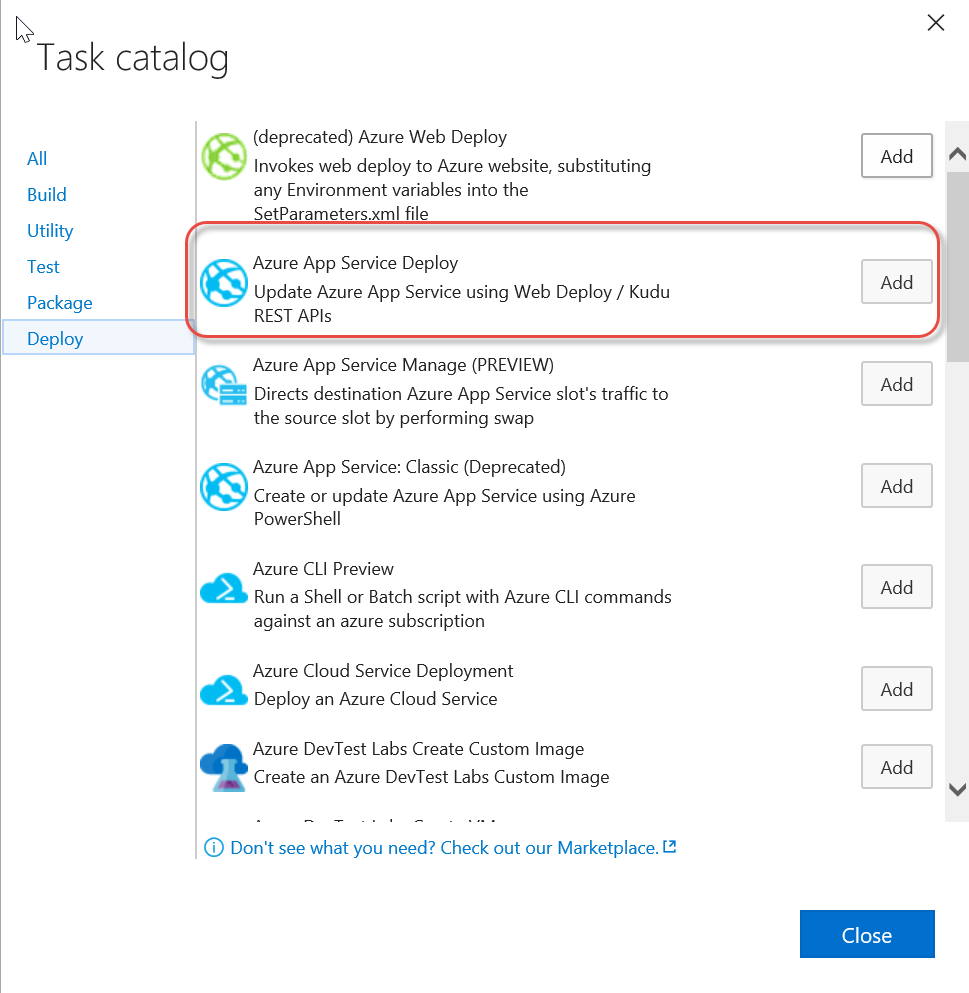 Task catalog
All
Build
Utility
Test
Package
Deploy
(deprecated) Azure Web Deploy
Invokes web deploy to Azure website, substituting
any Environment variables into the
SetParameters.xml file
Add
Azure App Service Deploy
Update Azure App Service using Web Deploy / Kudu
REST APIs
Add
Azure App Service Manage (PREVIEW)
Directs destination Azure App Service slot's traffic to
the source slot by performing swap
Add
Azure App Service: Classic (Deprecated)
Create or update Azure App Service using Azure
PowerShell
Add
Azure CLI Preview
Run a Shell or Batch script with Azure CLI commands
against an azure subscription
Add
Azure Cloud Service Deployment
Deploy an Azure Cloud Service
Add
Azure DevTest Labs Create Custom Image
Create an Azure DevTest Labs Custom Image
Add
Don't see what you need? Check out our Marketplace.
Close